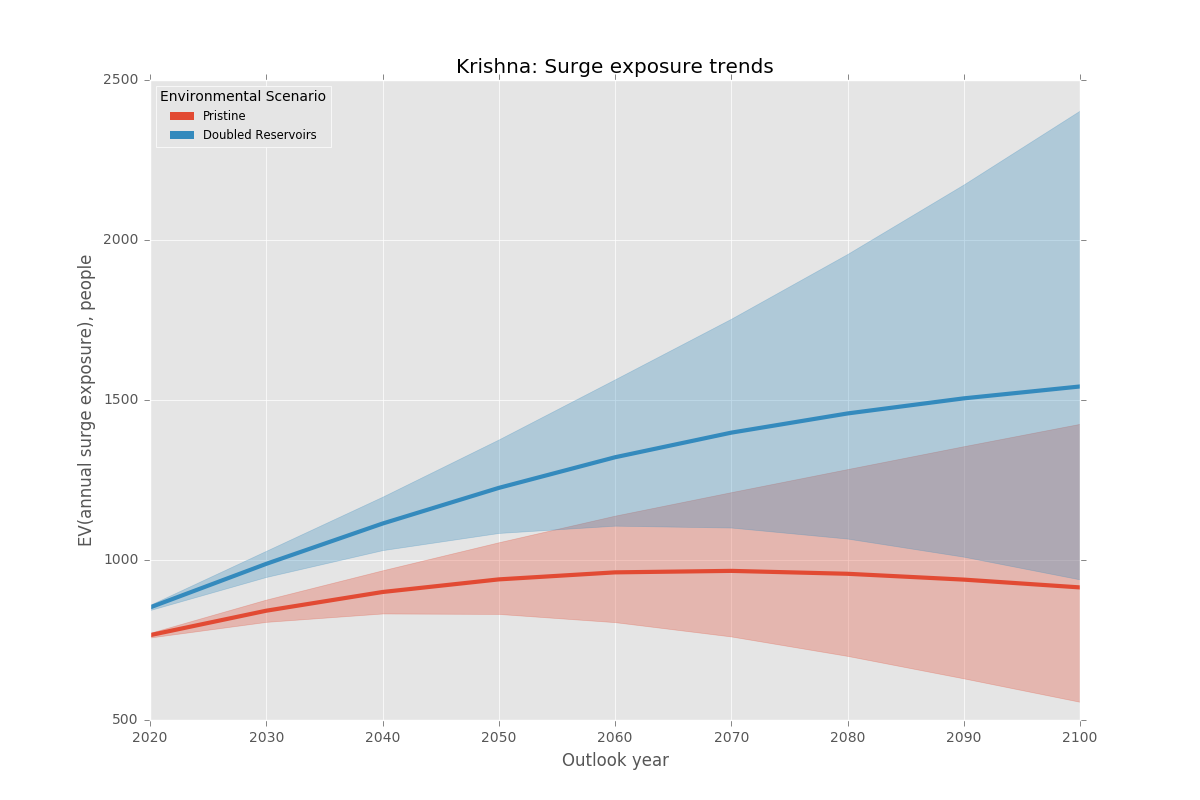 Krishna: Surge exposure trends
2500
Environmental Scenario
Pristine
Doubled Reservoirs
2000
EV(annual surge exposure), people
1500
1000
500
2020 2030 2040 2050 2060 2070 2080 2090 2100
Outlook year